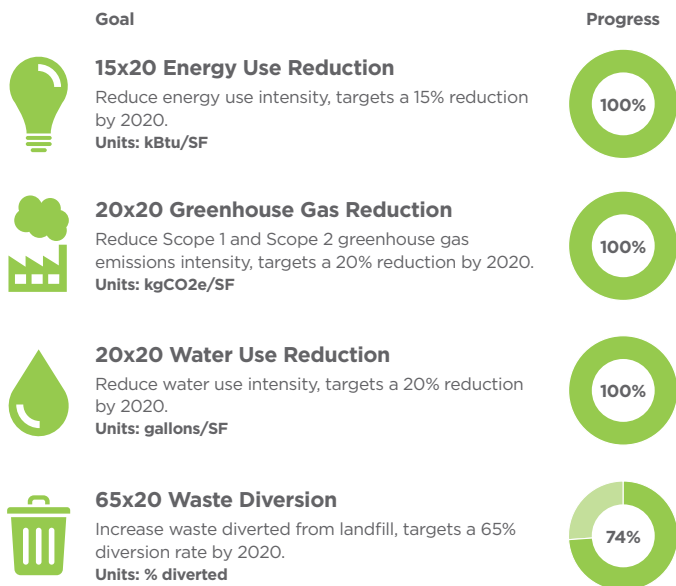 Goal Progress
15x20 Energy Use Reduction
Reduce energy use intensity, targets a 15% reduction
by 2020.
Units: kBtu/SF
100%
20x20 Greenhouse Gas Reduction
Reduce Scope 1 and Scope 2 greenhouse gas
emissions intensity, targets a 20% reduction by 2020.
Units: kgCO2e/SF
100%
20x20 Water Use Reduction
Reduce water use intensity, targets a 20% reduction
by 2020.
Units: gallons/SF
100%
65x20 Waste Diversion
Increase waste diverted from landfill, targets a 65%
diversion rate by 2020.
Units: % diverted
74%